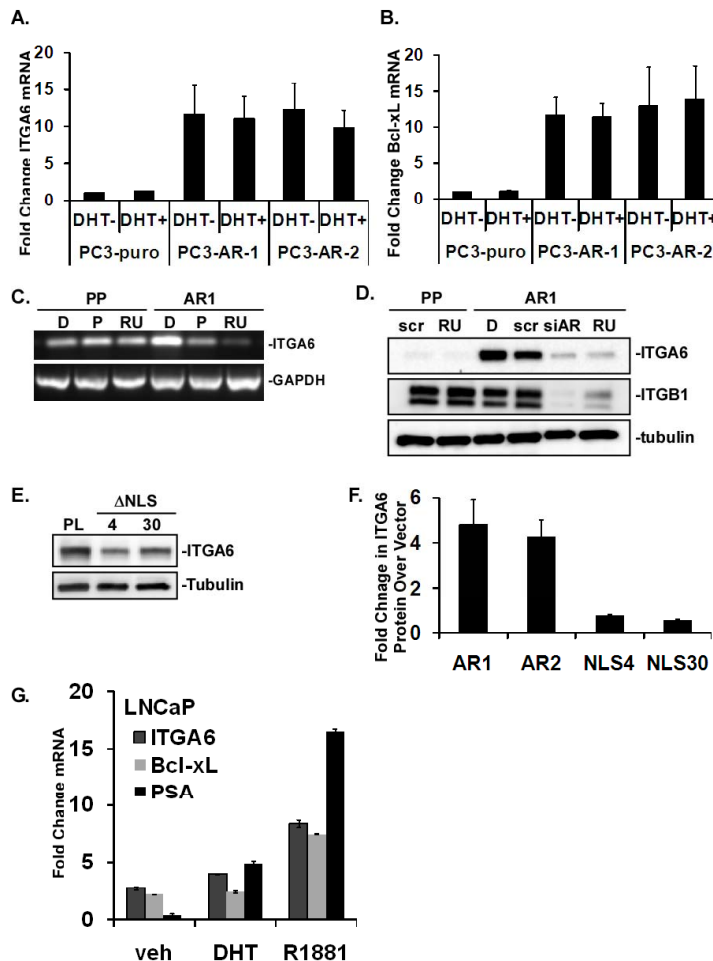 A.
Fold Change ITGA6 mRNA
20
15
10
5
0
DHT- DHT+ DHT- DHT+ DHT- DHT+
PC3-puro PC3-AR-1 PC3-AR-2
B.
Fold Change Bcl-xL mRNA
20
15
10
5
0
DHT- DHT+ DHT- DHT+ DHT- DHT+
PC3-puro PC3-AR-1 PC3-AR-2
C.
PP AR1
D P RU D P RU
-ITGA6
-GAPDH
D.
PP AR1
scr RU D scr siAR RU
-ITGA6
-ITGB1
-tubulin
E.
ΔNLS
PL 4 30
-ITGA6
-Tubulin
F.
Fold Chnage in ITGA6
Protein Over Vector
6
4
2
0
AR1 AR2 NLS4 NLS30
G.
Fold Change mRNA
20
15
10
5
0
LNCaP
ITGA6
Bcl-xL
PSA
veh DHT R1881